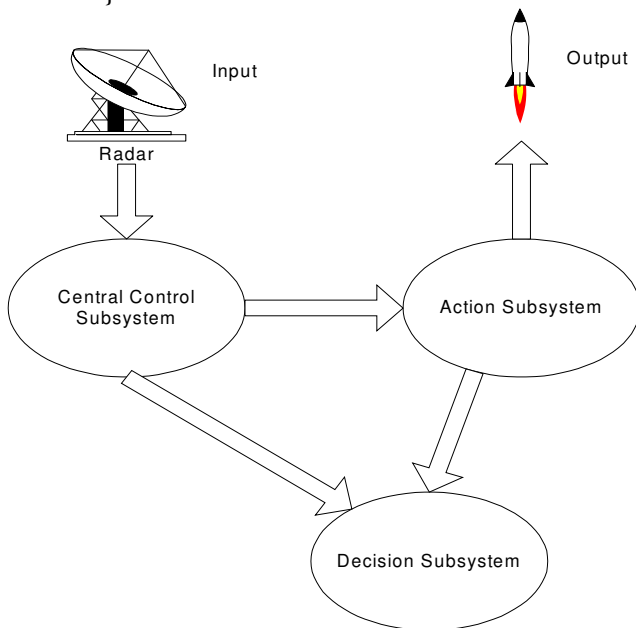 Input
Output
Radar
Central Control
Subsystem
Action Subsystem
Decision Subsystem